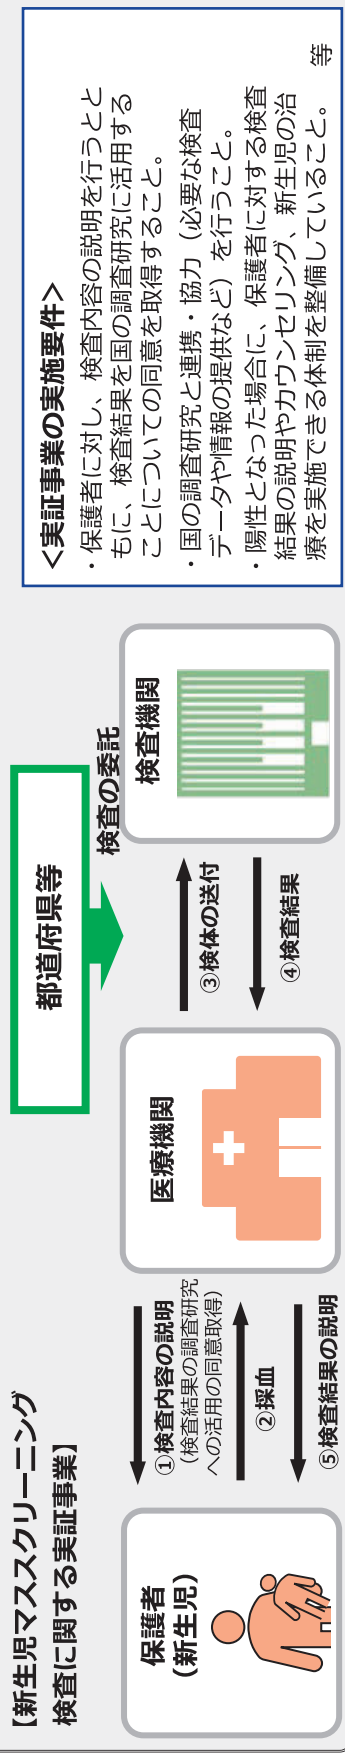 【新生児マススクリーニング
検査に関する実証事業】
都道府県等
検査の委託
保護者
（新生児）
①検査内容の説明
（検査結果の調査研究
への活用の同意取得）
②採血
⑤検査結果の説明
医療機関
③検体の送付
④検査結果
検査機関
＜実証事業の実施要件＞
・保護者に対し、検査内容の説明を行うとと
もに、検査結果を国の調査研究に活用する
ことについての同意を取得すること。
・国の調査研究と連携・協力（必要な検査
データや情報の提供など）を行うこと。
・陽性となった場合に、保護者に対する検査
結果の説明やカウンセリング、新生児の治
療を実施できる体制を整備していること。
等